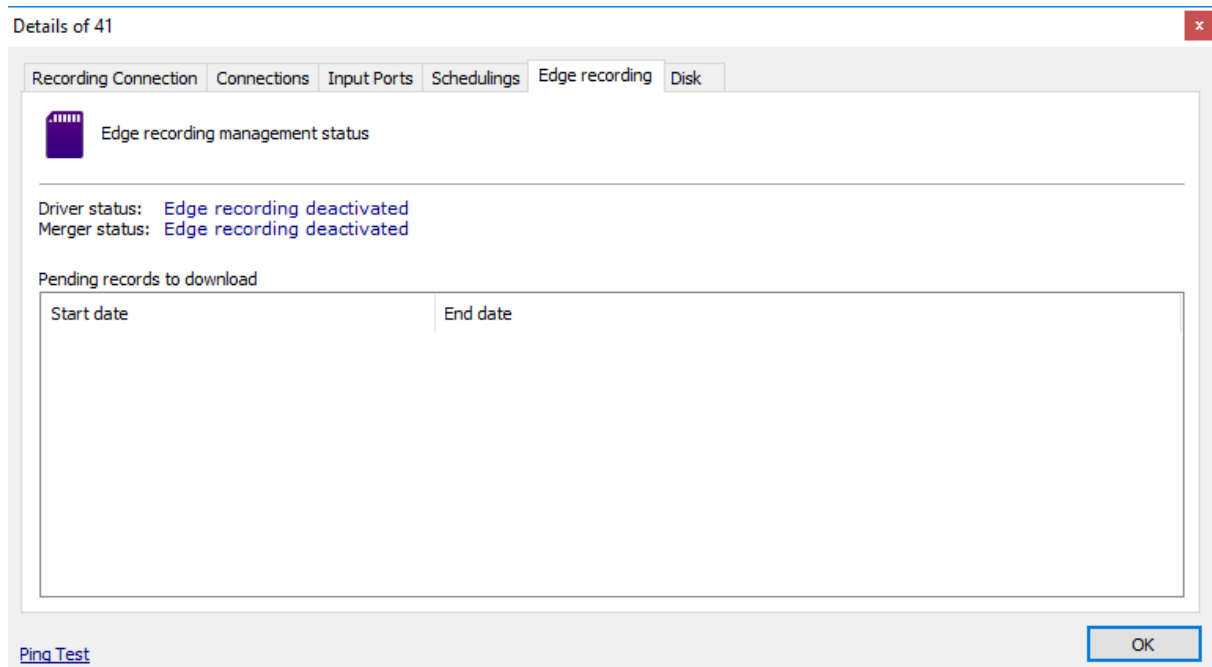 Details of 41
x
Recording Connection Connections Input Ports Schedulings Edge recording Disk
Edge recording management status
Driver status: Edge recording deactivated
Merger status: Edge recording deactivated
Pending records to download
Start date End date
Ping Test
OK